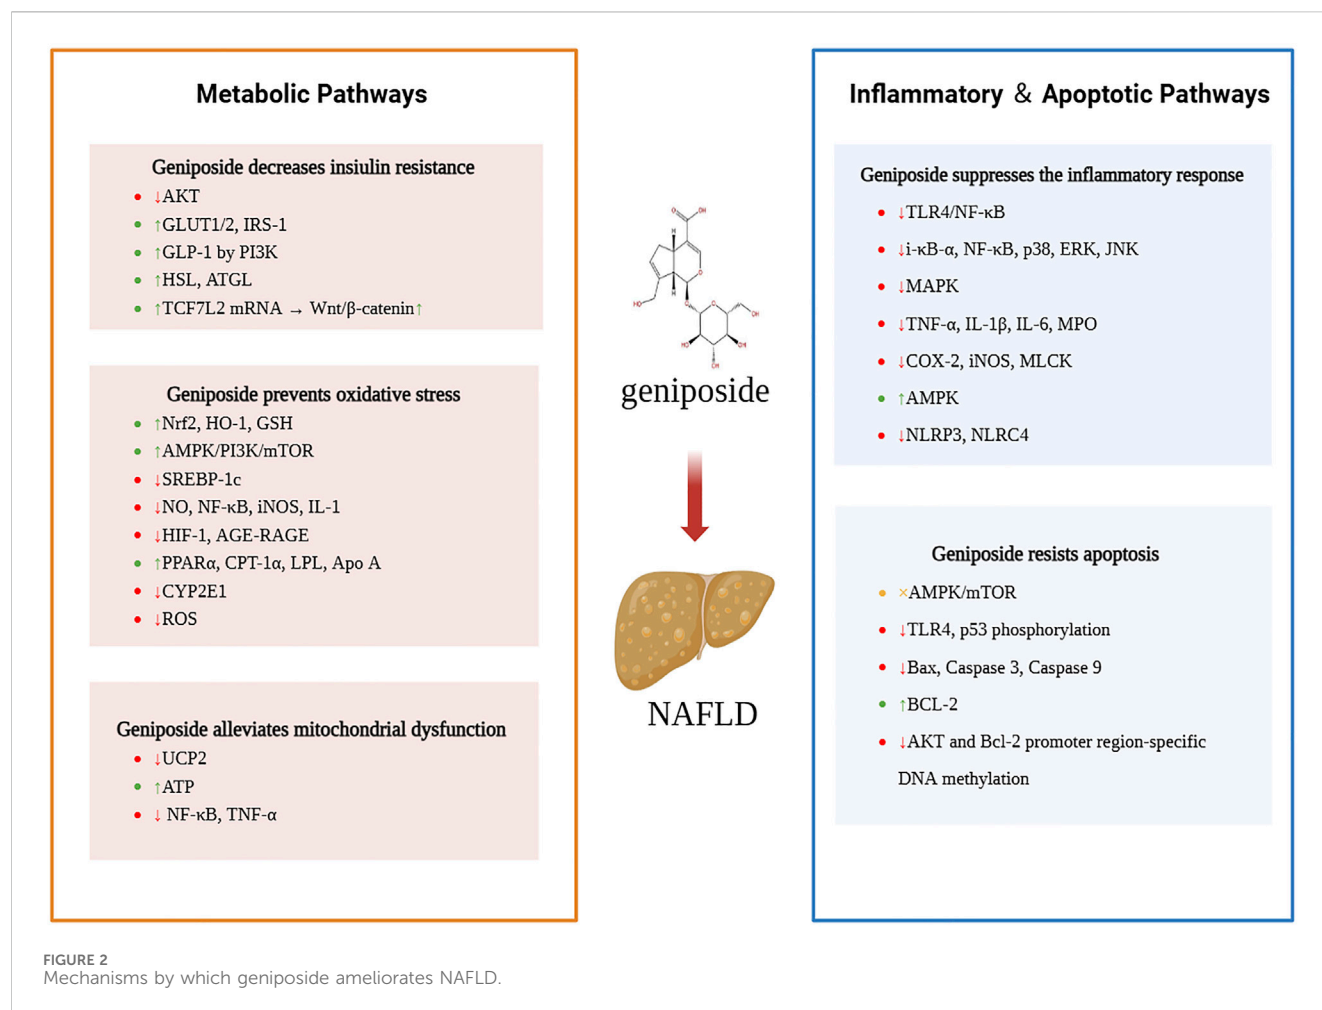 Metabolic Pathways
Geniposide decreases insiulin resistance
• ↓AKT
• ↑GLUT1/2, IRS-1
• ↑GLP-1 by PI3K
• ↑HSL, ATGL
• ↑TCF7L2 mRNA → Wnt/β-catenin↑
Geniposide prevents oxidative stress
• ↑Nrf2, HO-1, GSH
• ↑AMPK/PI3K/mTOR
• ↓SREBP-1c
• ↓NO, NF-κB, iNOS, IL-1
• ↓HIF-1, AGE-RAGE
• ↑PPARα, CPT-1α, LPL, Apo A
• ↓CYP2E1
• ↓ROS
Geniposide alleviates mitochondrial dysfunction
• ↓UCP2
• ↑ATP
• ↓ NF-κB, TNF-α
O
OH
H
O
H
HO
O
O
OH
HO
OH
OH
geniposide
NAFLD
Inflammatory & Apoptotic Pathways
Geniposide suppresses the inflammatory response
• ↓TLR4/NF-κB
• ↓i-κB-α, NF-κB, p38, ERK, JNK
• ↓MAPK
• ↓TNF-α, IL-1β, IL-6, MPO
• ↓COX-2, iNOS, MLCK
• ↑AMPK
• ↓NLRP3, NLRC4
Geniposide resists apoptosis
• ×AMPK/mTOR
• ↓TLR4, p53 phosphorylation
• ↓Bax, Caspase 3, Caspase 9
• ↑BCL-2
• ↓AKT and Bcl-2 promoter region-specific
DNA methylation
FIGURE 2
Mechanisms by which geniposide ameliorates NAFLD.